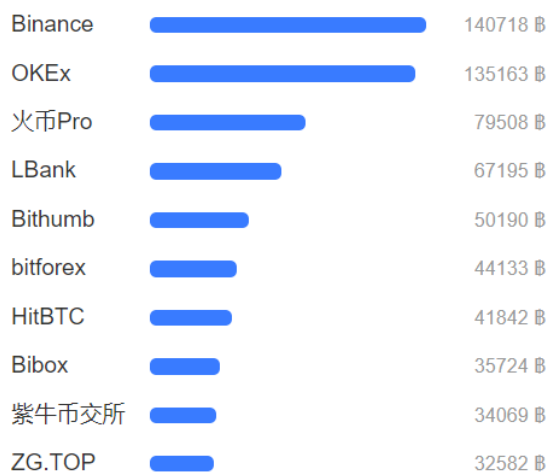 Binance 140718 ฿
OKEx 135163 ฿
火币Pro 79508 ฿
LBank 67195 ฿
Bithumb 50190 ฿
bitforex 44133 ฿
HitBTC 41842 ฿
Bibox 35724 ฿
紫牛币交所 34069 ฿
ZG.TOP 32582 ฿